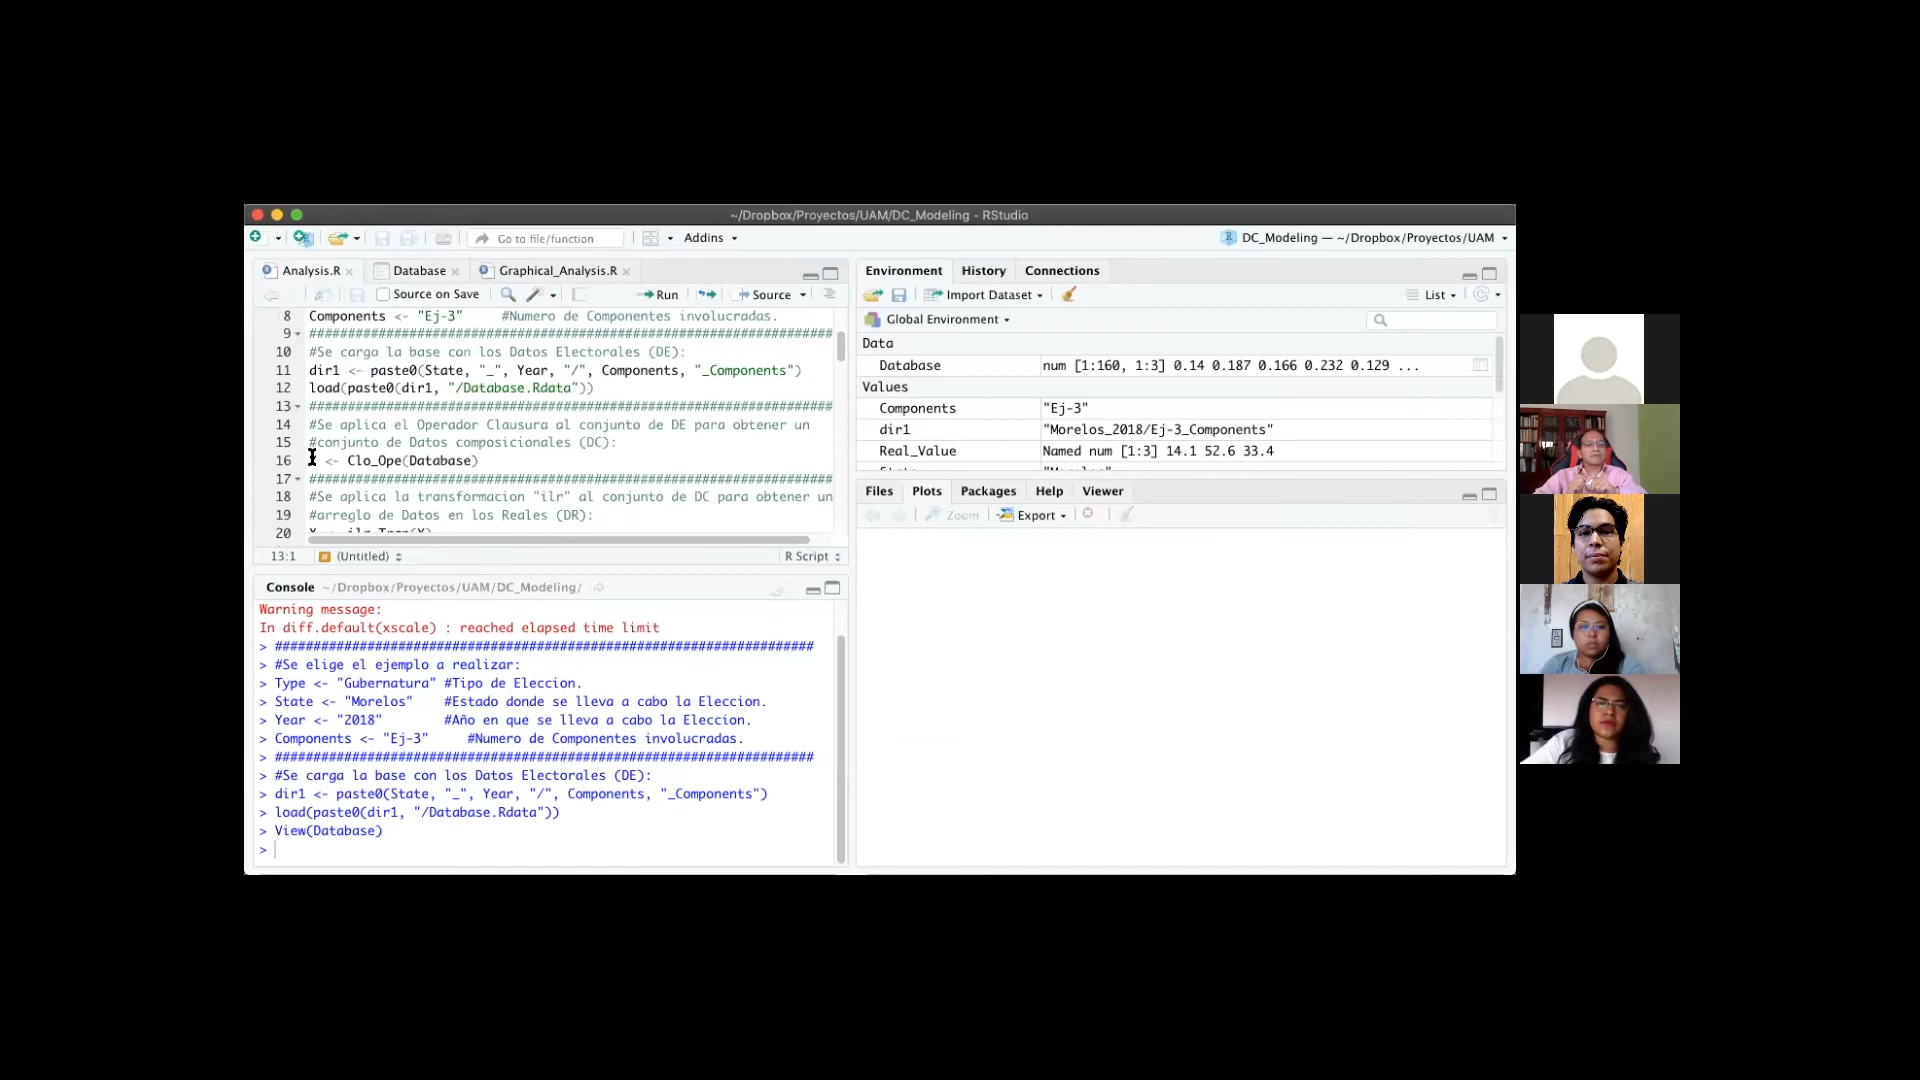 ~/Dropbox/Proyectos/UAM/DC_Modeling - RStudio
Go to file/function
Addins
DC_Modeling — ~/Dropbox/Proyectos/UAM
Analysis.R
Database
Graphical_Analysis.R
Source on Save
Run
Source
8 Components <- "Ej-3" #Numero de Componentes involucradas.
9 ####################################################################
10 #Se carga la base con los Datos Electorales (DE):
11 dir1 <- paste0(State, "_", Year, "/", Components, "_Components")
12 load(paste0(dir1, "/Database.Rdata"))
13 ####################################################################
14 #Se aplica el Operador Clausura al conjunto de DE para obtener un
15 #conjunto de Datos composicionales (DC):
16 <- Clo_Ope(Database)
17 ####################################################################
18 #Se aplica la transformacion "ilr" al conjunto de DC para obtener un
19 #arreglo de Datos en los Reales (DR):
20
13:1
(Untitled)
R Script
Console ~/Dropbox/Proyectos/UAM/DC_Modeling/
Warning message:
In diff.default(xscale) : reached elapsed time limit
> ######################################################################
> #Se elige el ejemplo a realizar:
> Type <- "Gubernatura" #Tipo de Eleccion.
> State <- "Morelos" #Estado donde se lleva a cabo la Eleccion.
> Year <- "2018" #Año en que se lleva a cabo la Eleccion.
> Components <- "Ej-3" #Numero de Componentes involucradas.
> ######################################################################
> #Se carga la base con los Datos Electorales (DE):
> dir1 <- paste0(State, "_", Year, "/", Components, "_Components")
> load(paste0(dir1, "/Database.Rdata"))
> View(Database)
>
Environment History Connections
Import Dataset
List
Global Environment
Data
Database num [1:160, 1:3] 0.14 0.187 0.166 0.232 0.129 ...
Values
Components "Ej-3"
dir1 "Morelos_2018/Ej-3_Components"
Real_Value Named num [1:3] 14.1 52.6 33.4
Files Plots Packages Help Viewer
Zoom Export